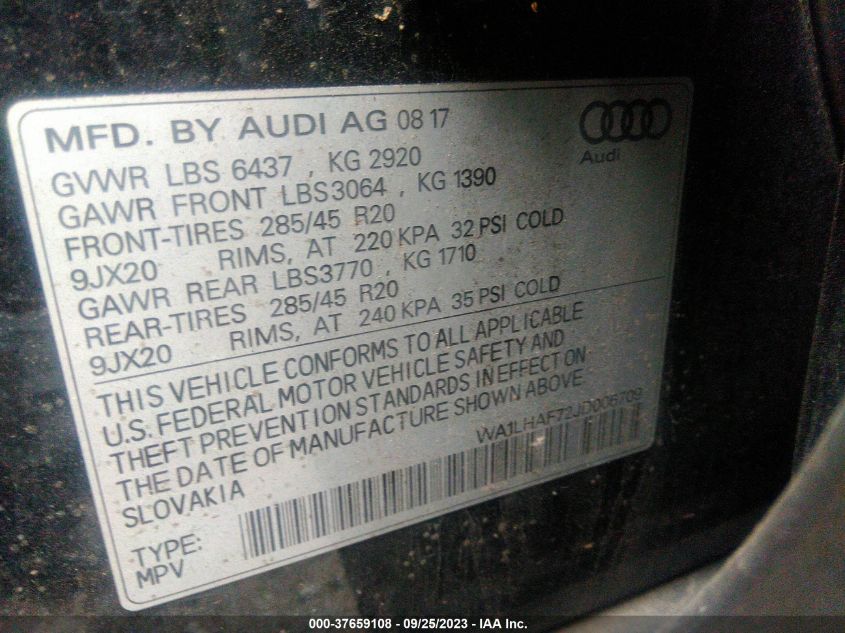 MFD. BY AUDI AG 08 17
Audi
GVWR LBS 6437 , KG 2920
GAWR FRONT LBS3064 , KG 1390
FRONT-TIRES 285/45 R20
9JX20 RIMS, AT 220 KPA 32 PSI COLD
GAWR REAR LBS3770 , KG 1710
REAR-TIRES 285/45 R20
9JX20 RIMS, AT 240 KPA 35 PSI COLD
THIS VEHICLE CONFORMS TO ALL APPLICABLE
U.S. FEDERAL MOTOR VEHICLE SAFETY AND
THEFT PREVENTION STANDARDS IN EFFECT ON
THE DATE OF MANUFACTURE SHOWN ABOVE
SLOVAKIA
WA1LHAF72JD006709
TYPE:
MPV
000-37659108 - 09/25/2023 - IAA Inc.